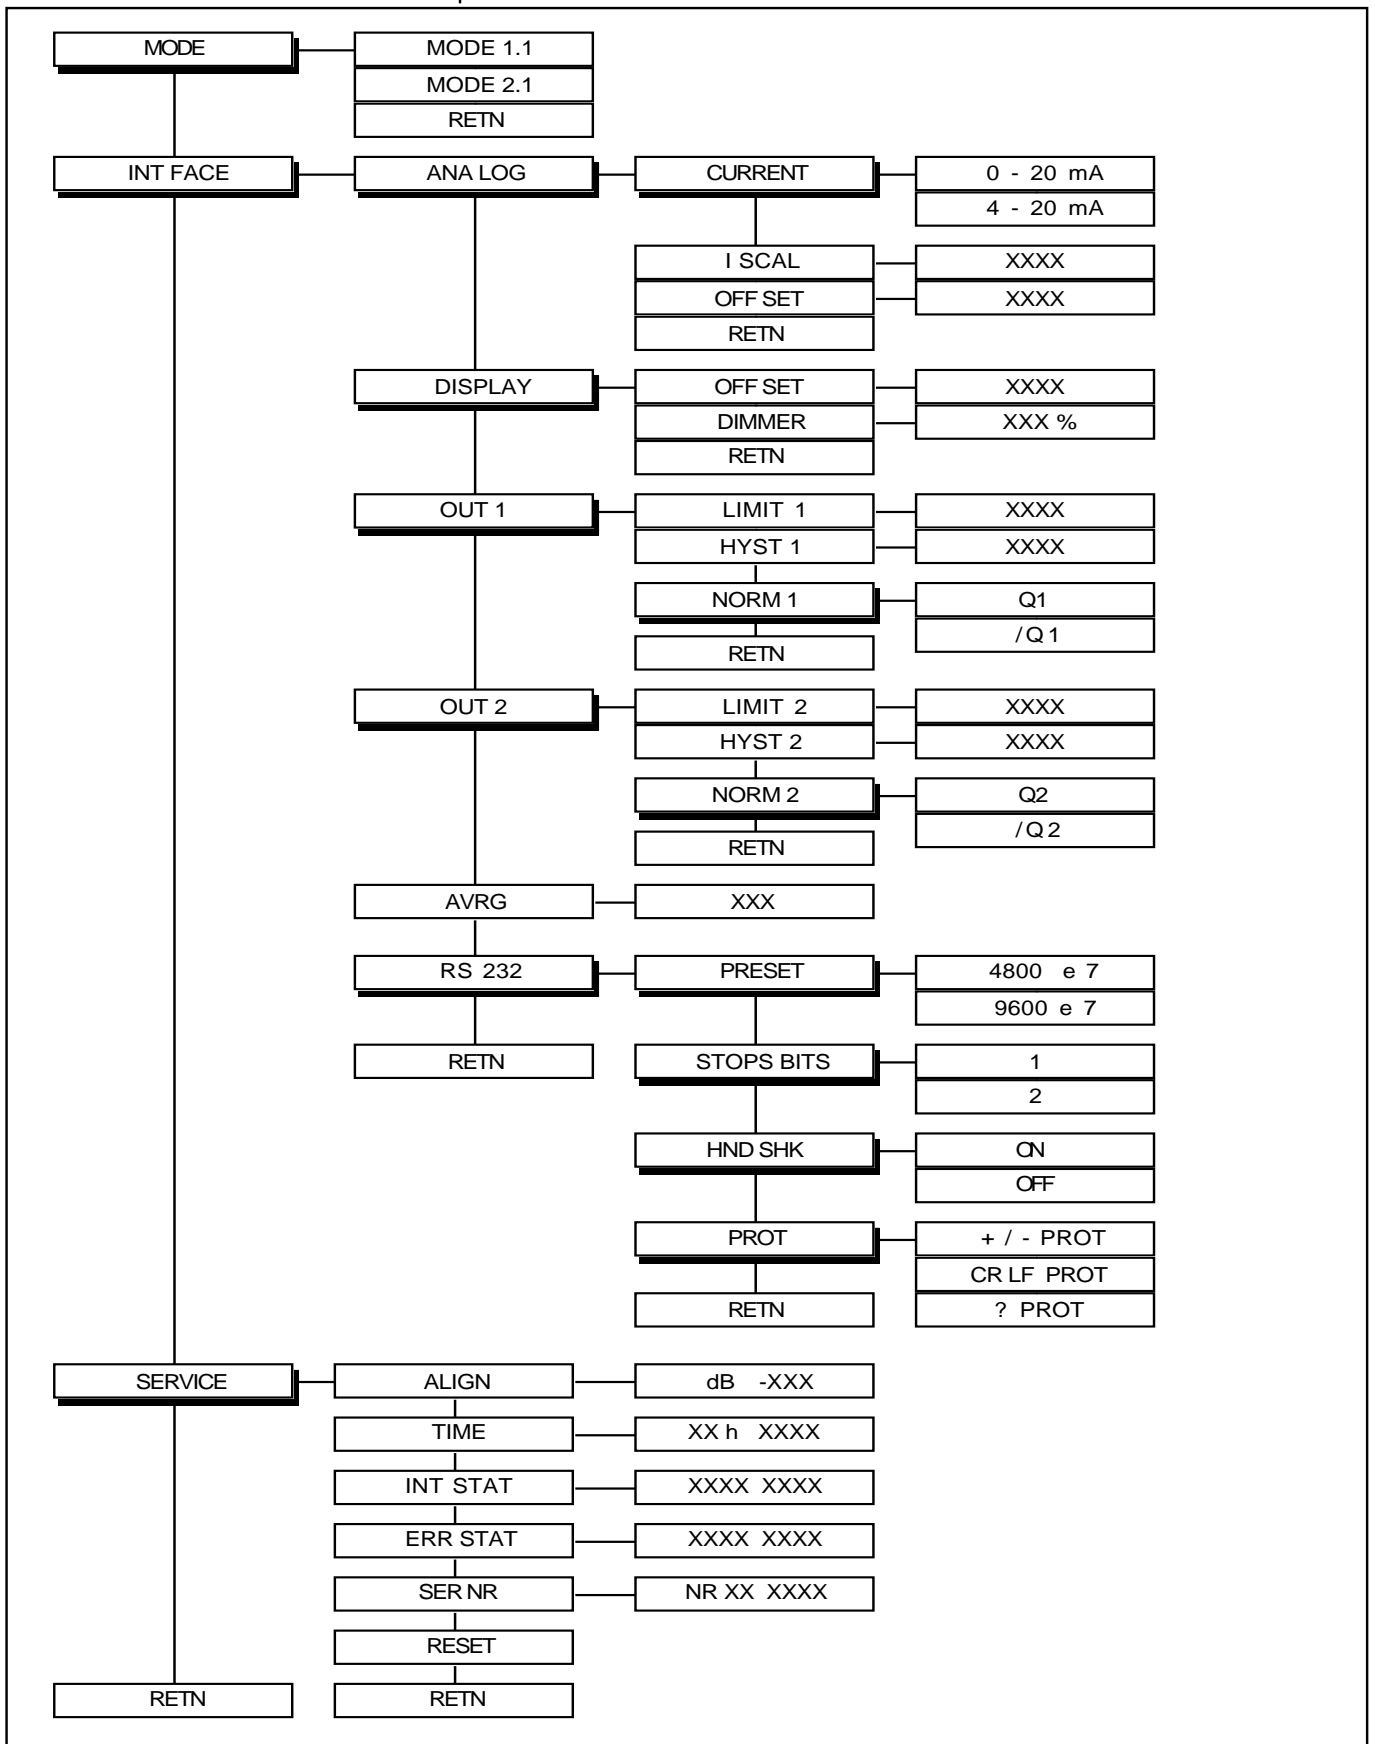 MODE MODE 1.1
MODE 2.1
RETN
INT FACE ANA LOG CURRENT 0 - 20 mA
4 - 20 mA
I SCAL XXXX
OFF SET XXXX
RETN
DISPLAY OFF SET XXXX
DIMMER XXX %
RETN
OUT 1 LIMIT 1 XXXX
HYST 1 XXXX
NORM 1 Q1
/Q 1
RETN
OUT 2 LIMIT 2 XXXX
HYST 2 XXXX
NORM 2 Q2
/Q 2
RETN
AVRG XXX
RS 232 PRESET 4800 e 7
9600 e 7
RETN STOPS BITS 1
2
HND SHK ON
OFF
PROT + / - PROT
CR LF PROT
RETN ? PROT
SERVICE ALIGN dB -XXX
TIME XX h XXXX
INT STAT XXXX XXXX
ERR STAT XXXX XXXX
SER NR NR XX XXXX
RESET
RETN RETN